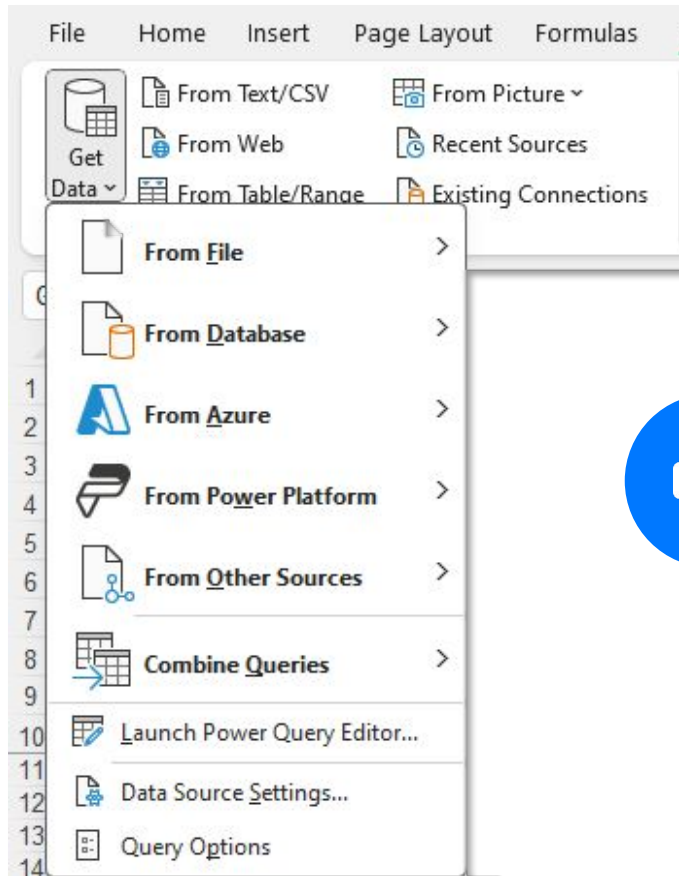 File Home Insert Page Layout Formulas
From Text/CSV From Picture
Get From Web Recent Sources
Data From Table/Range Existing Connections
From File
From Database
1
From Azure
2
3
From Power Platform
4
5
From Other Sources
6
7
8 Combine Queries
9
10 Launch Power Query Editor...
11
12 Data Source Settings...
13
Query Options
14